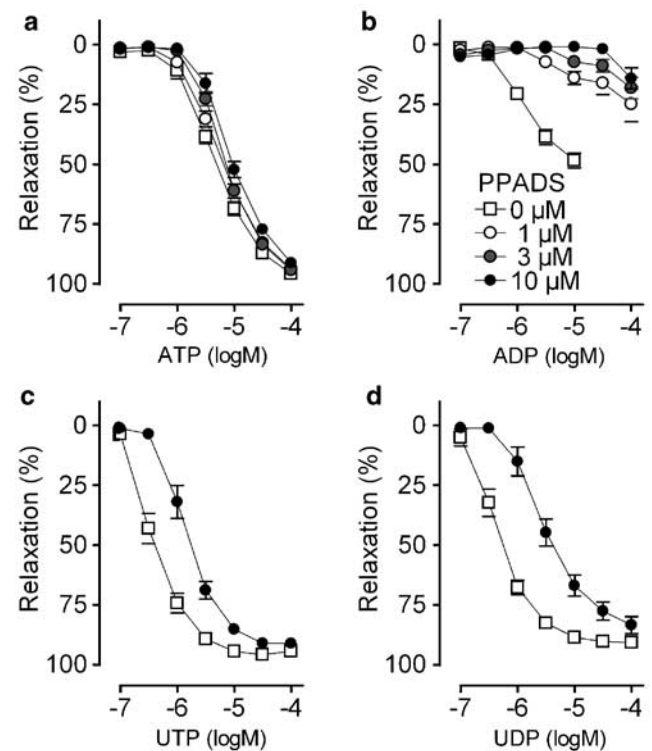 a
0
25
50
75
100
Relaxation (%)
-7 -6 -5 -4
ATP (logM)
b
0
25
50
75
100
Relaxation (%)
PPADS
0 µM
1 µM
3 µM
10 µM
-7 -6 -5 -4
ADP (logM)
c
0
25
50
75
100
Relaxation (%)
-7 -6 -5 -4
UTP (logM)
d
0
25
50
75
100
Relaxation (%)
-7 -6 -5 -4
UDP (logM)